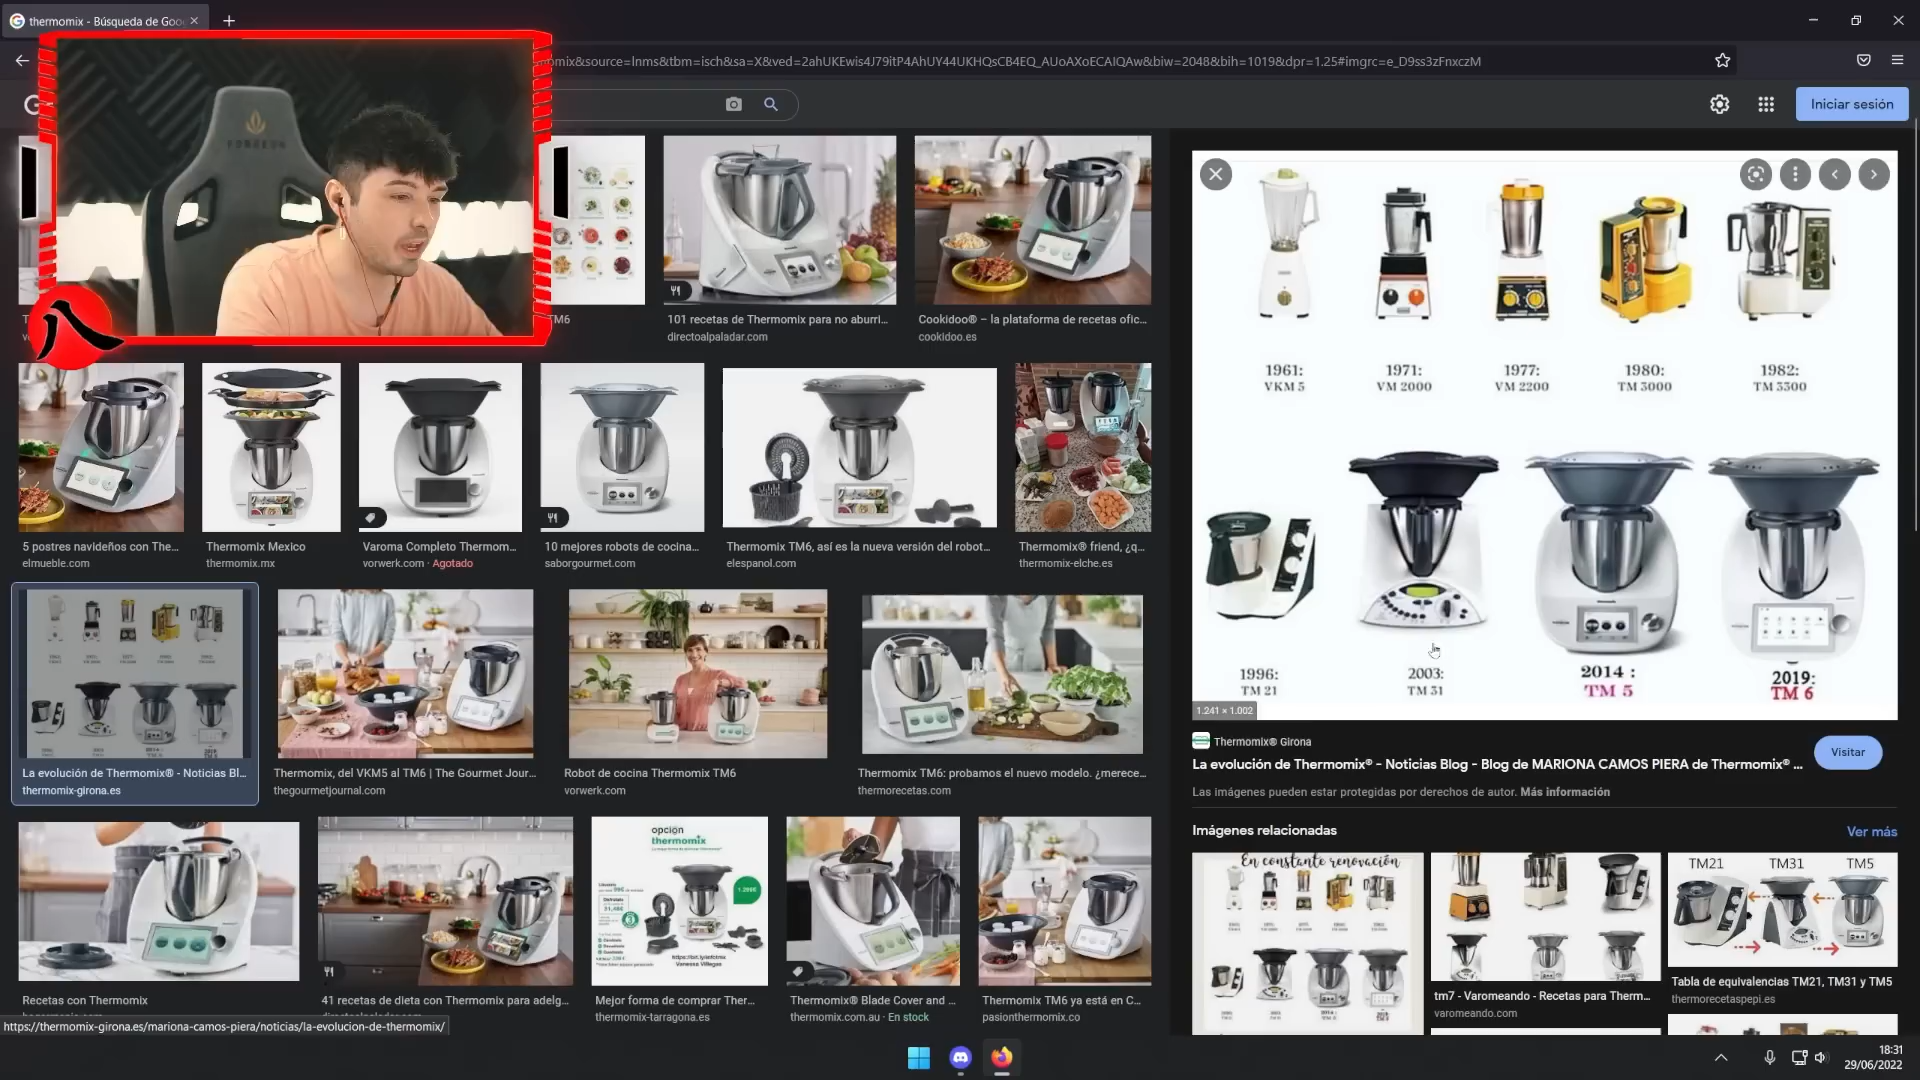 thermomix - Búsqueda de Goo
omix&source=lnms&tbm=isch&sa=X&ved=2ahUKEwis4J79itP4AhUY44UKHQsCB4EQ_AUoAXoECAIQAw&biw=2048&bih=1019&dpr=1.25#imgrc=e_D9ss3zFnxczM
Iniciar sesión
FORGEON
TM6
101 recetas de Thermomix para no aburri...
directoalpaladar.com
Cookidoo® – la plataforma de recetas ofic...
cookidoo.es
5 postres navideños con The...
elmueble.com
Thermomix Mexico
thermomix.mx
Varoma Completo Thermom...
vorwerk.com · Agotado
10 mejores robots de cocina...
saborgourmet.com
Thermomix TM6, así es la nueva versión del robot...
elespanol.com
Thermomix® friend, ¿q...
thermomix-elche.es
La evolución de Thermomix® - Noticias Bl...
thermomix-girona.es
Thermomix, del VKM5 al TM6 | The Gourmet Jour...
thegourmetjournal.com
Robot de cocina Thermomix TM6
vorwerk.com
Thermomix TM6: probamos el nuevo modelo. ¿merece...
thermorecetas.com
opción
thermomix
Recetas con Thermomix
41 recetas de dieta con Thermomix para adelg...
Mejor forma de comprar Ther...
thermomix-tarragona.es
Thermomix® Blade Cover and ...
thermomix.com.au · En stock
Thermomix TM6 ya está en C...
pasionthermomix.co
https://thermomix-girona.es/mariona-camos-piera/noticias/la-evolucion-de-thermomix/
1961:
VKM 5
1971:
VM 2000
1977:
VM 2200
1980:
TM 3000
1982:
TM 3300
1996:
TM 21
2003:
TM 31
2014 :
TM 5
2019:
TM 6
1.241 × 1.002
Thermomix® Girona
La evolución de Thermomix® - Noticias Blog - Blog de MARIONA CAMOS PIERA de Thermomix® ...
Visitar
Las imágenes pueden estar protegidas por derechos de autor. Más información
Imágenes relacionadas
Ver más
En constante renovación
TM21 TM31 TM5
tm7 - Varomeando - Recetas para Therm...
varomeando.com
Tabla de equivalencias TM21, TM31 y TM5
thermorecetaspepi.es
18:31
29/06/2022